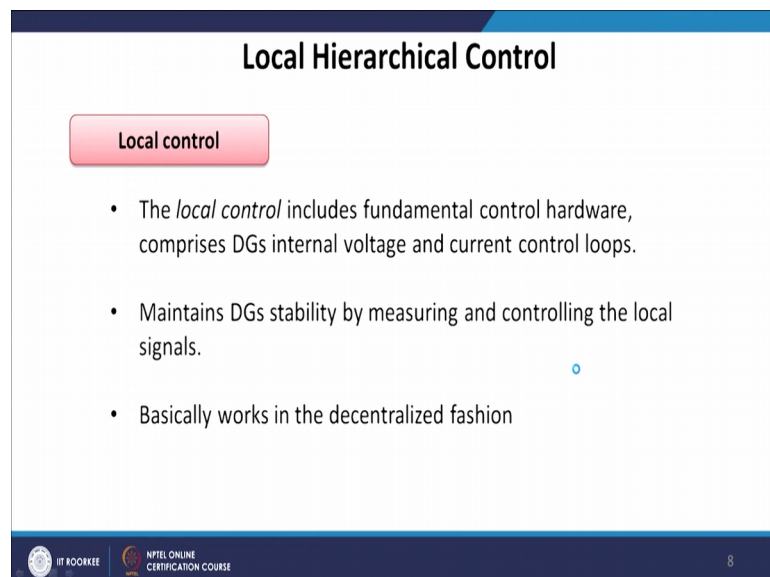 Local Hierarchical Control
Local control
• The local control includes fundamental control hardware,
comprises DGs internal voltage and current control loops.
• Maintains DGs stability by measuring and controlling the local
signals.
• Basically works in the decentralized fashion
IIT ROORKEE
NPTEL ONLINE
CERTIFICATION COURSE
8